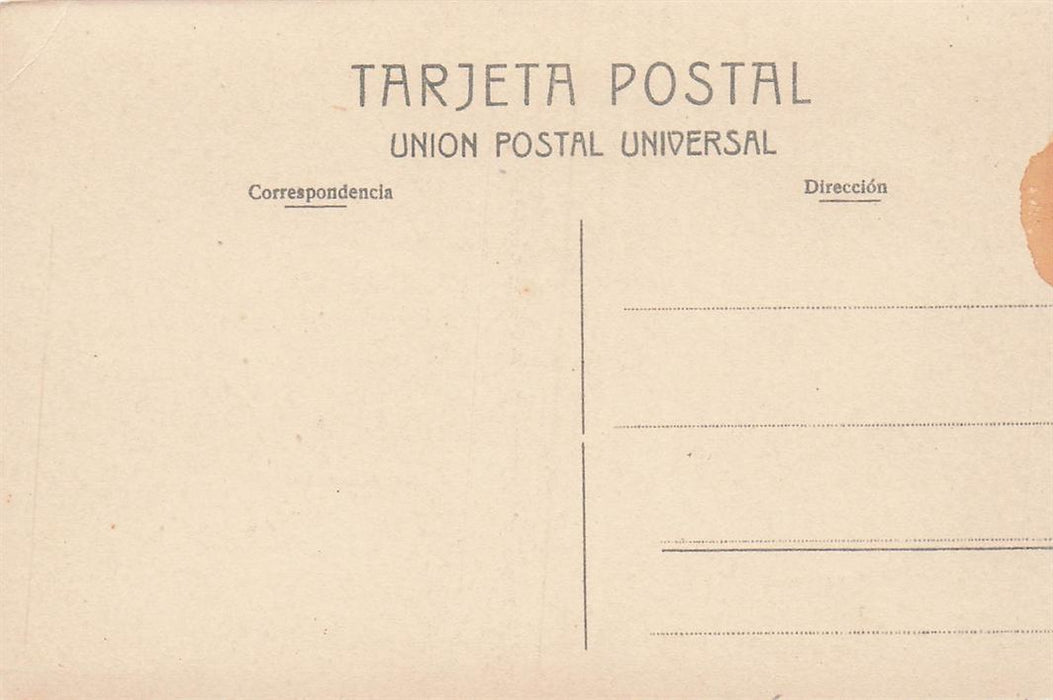 TARJETA POSTAL
UNION POSTAL UNIVERSAL
Correspondencia
Dirección